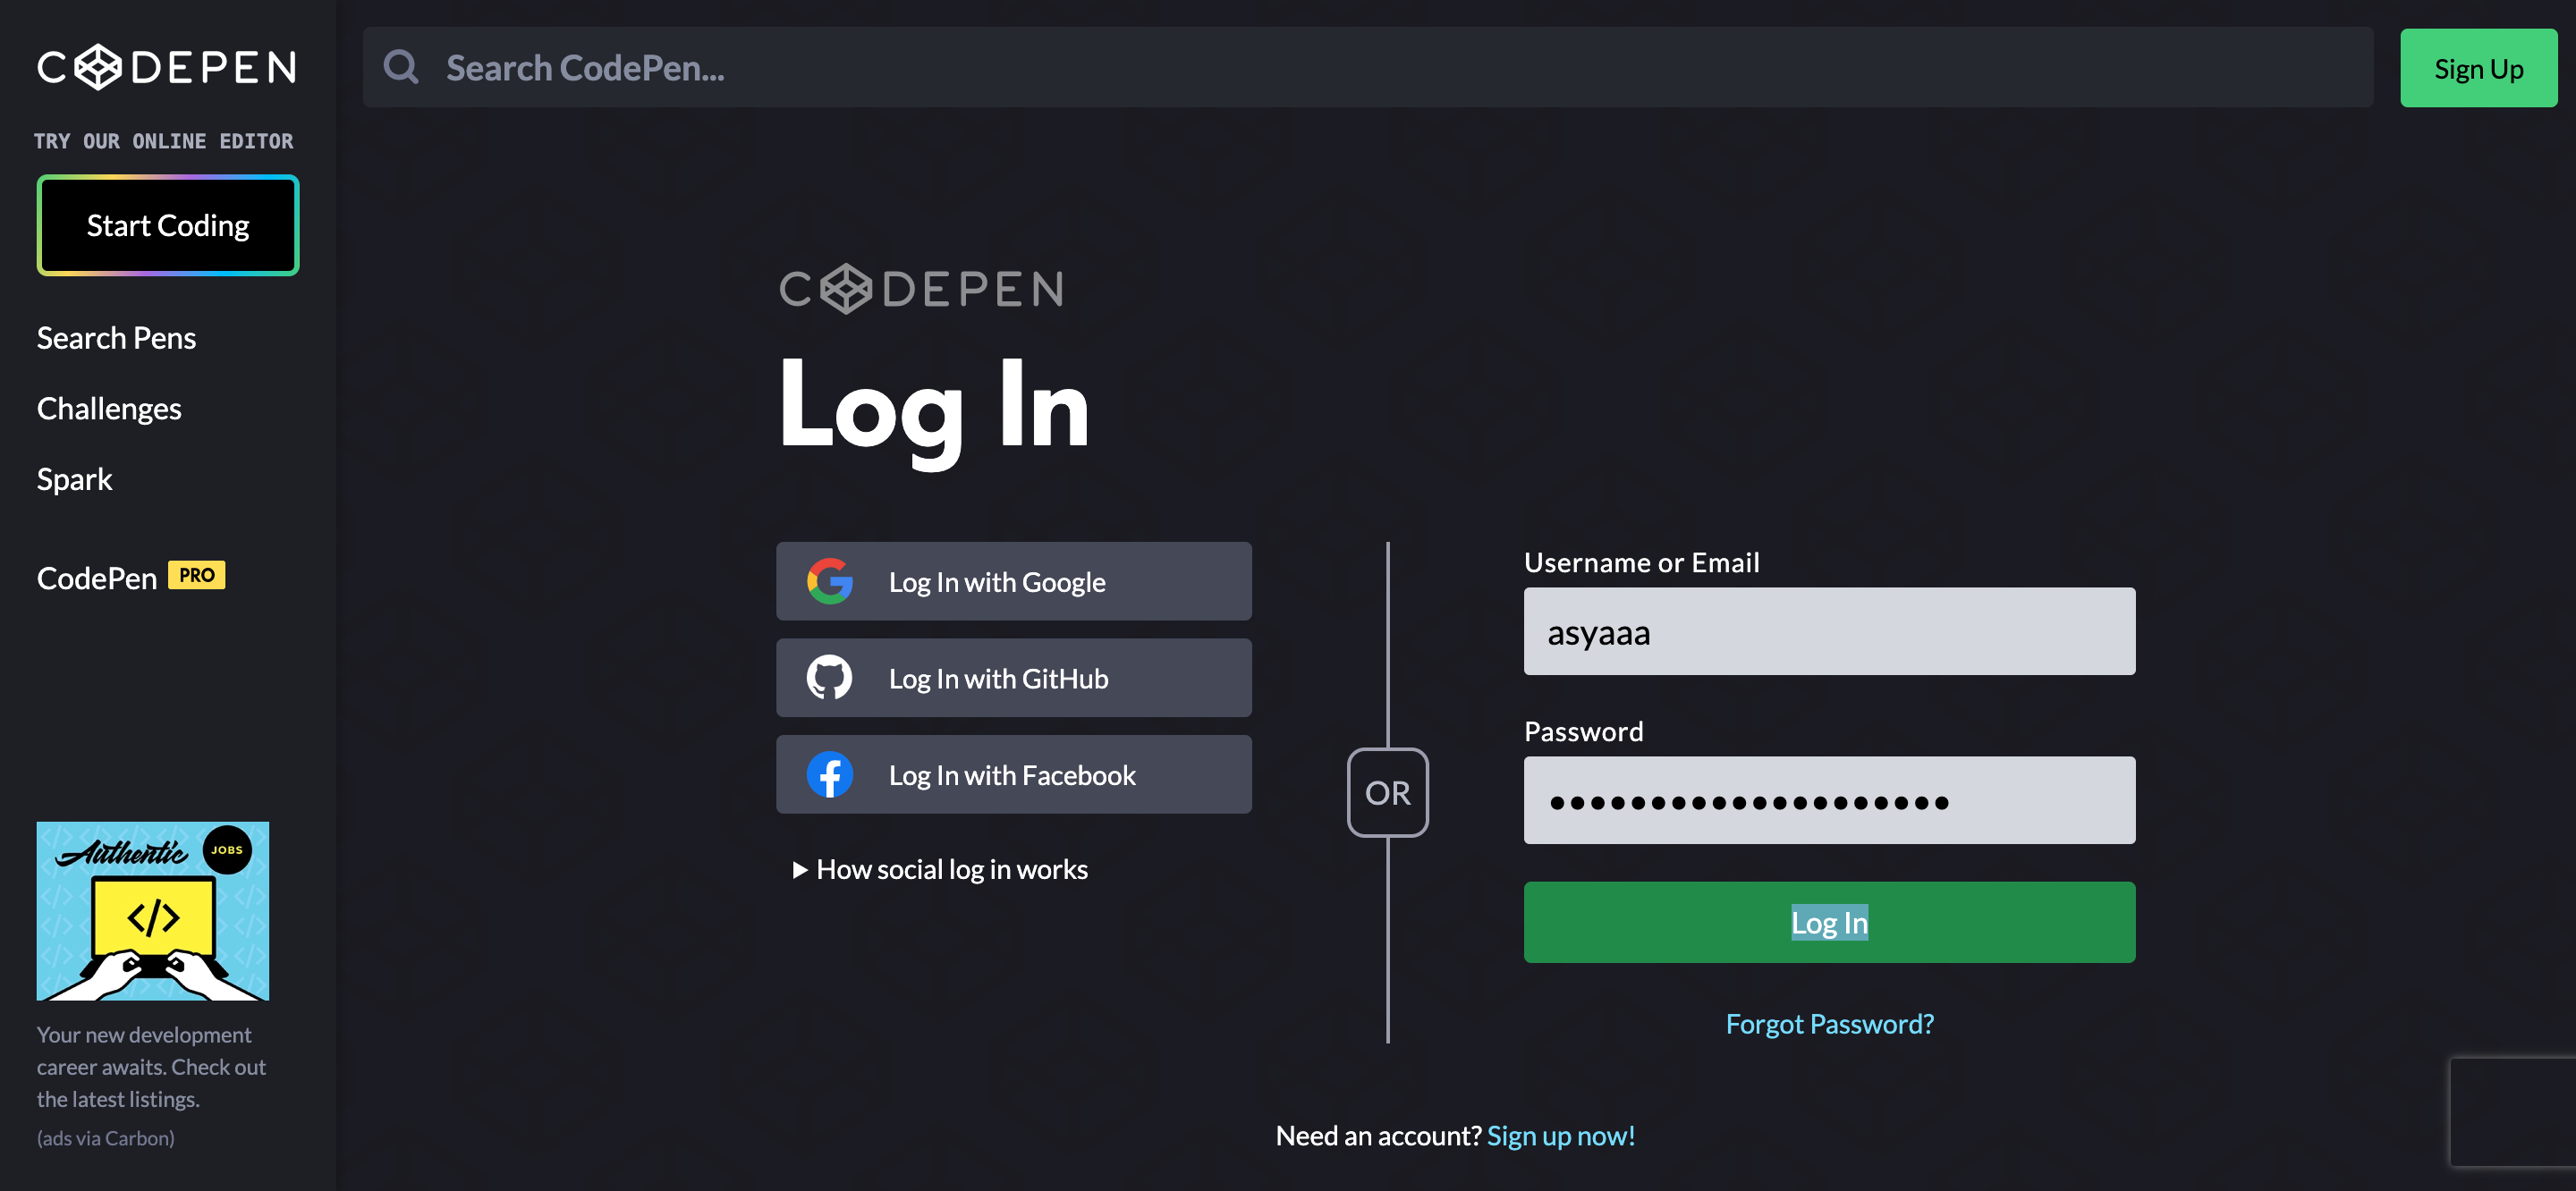 CODEPEN
TRY OUR ONLINE EDITOR
Start Coding
Search Pens
Challenges
Spark
CodePen PRO
Authentic JOBS
</>
Your new development
career awaits. Check out
the latest listings.
(ads via Carbon)
Search CodePen...
Sign Up
CODEPEN
Log In
Log In with Google
Log In with GitHub
Log In with Facebook
▶ How social log in works
OR
Username or Email
asyaaa
Password
••••••••••••••••••••
Log In
Forgot Password?
Need an account? Sign up now!